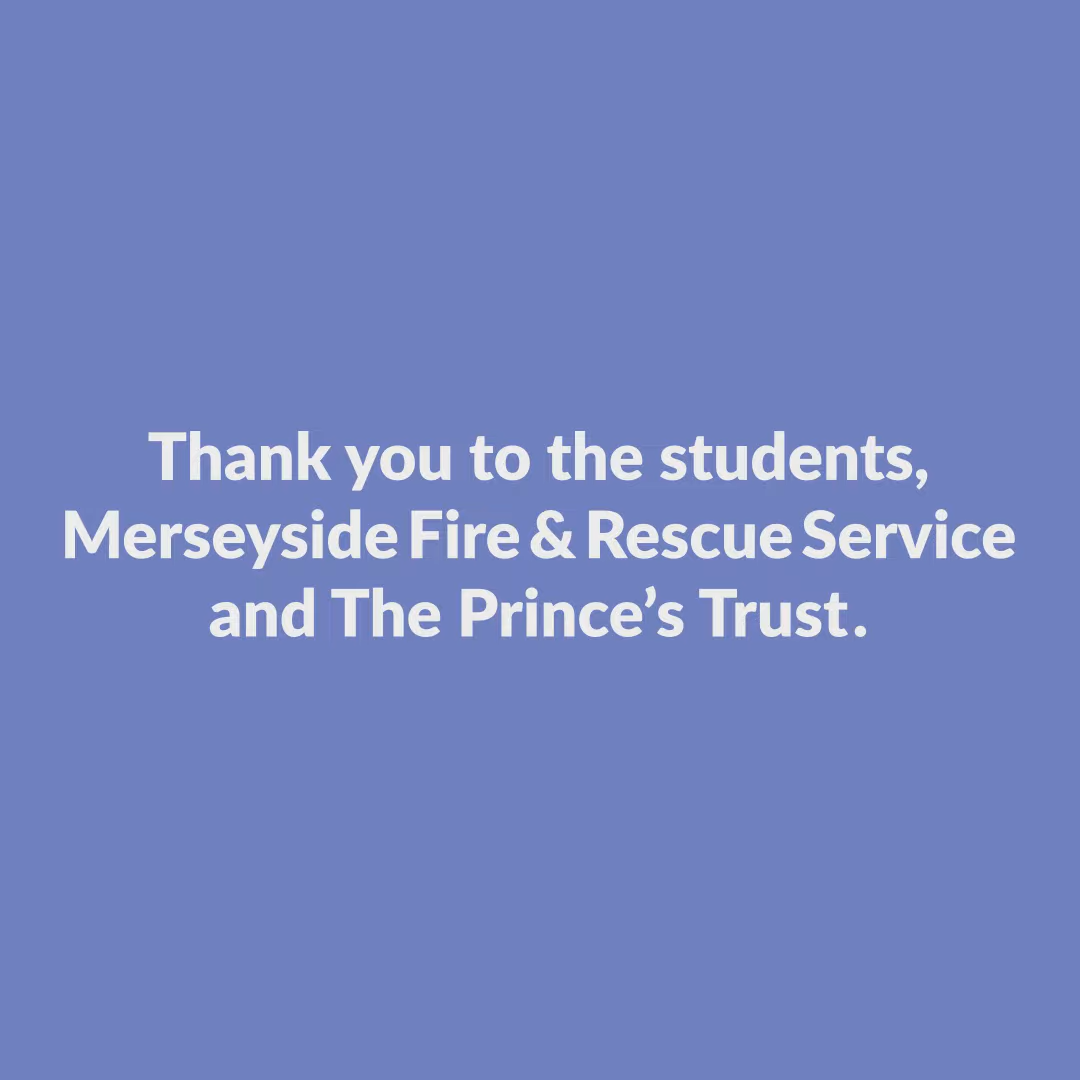 Thank you to the students,
Merseyside Fire & Rescue Service
and The Prince’s Trust.